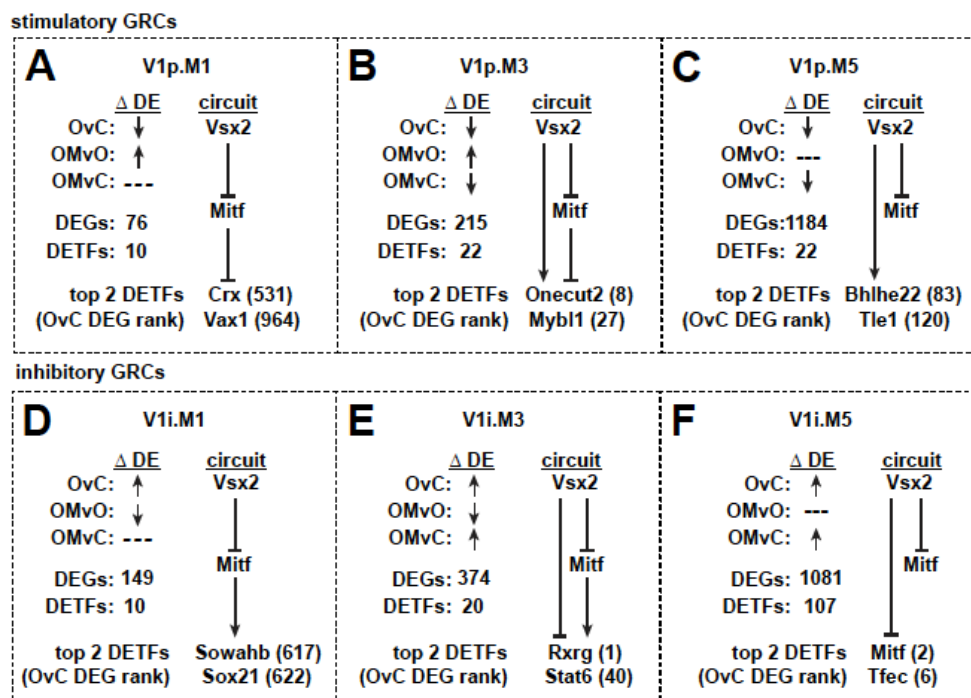 stimulatory GRCs
A V1p.M1
Δ DE circuit
OvC: Vsx2
OMvO:
OMvC: ---
Mitf
DEGs: 76
DETFs: 10
top 2 DETFs Crx (531)
(OvC DEG rank) Vax1 (964)
B V1p.M3
Δ DE circuit
OvC: Vsx2
OMvO:
OMvC:
Mitf
DEGs: 215
DETFs: 22
top 2 DETFs Onecut2 (8)
(OvC DEG rank) Mybl1 (27)
C V1p.M5
Δ DE circuit
OvC: Vsx2
OMvO: ---
OMvC:
Mitf
DEGs:1184
DETFs: 22
top 2 DETFs Bhlhe22 (83)
(OvC DEG rank) Tle1 (120)
inhibitory GRCs
D V1i.M1
Δ DE circuit
OvC: Vsx2
OMvO:
OMvC: ---
Mitf
DEGs: 149
DETFs: 10
top 2 DETFs Sowahb (617)
(OvC DEG rank) Sox21 (622)
E V1i.M3
Δ DE circuit
OvC: Vsx2
OMvO:
OMvC:
Mitf
DEGs: 374
DETFs: 20
top 2 DETFs Rxrg (1)
(OvC DEG rank) Stat6 (40)
F V1i.M5
Δ DE circuit
OvC: Vsx2
OMvO: ---
OMvC:
Mitf
DEGs: 1081
DETFs: 107
top 2 DETFs Mitf (2)
(OvC DEG rank) Tfec (6)